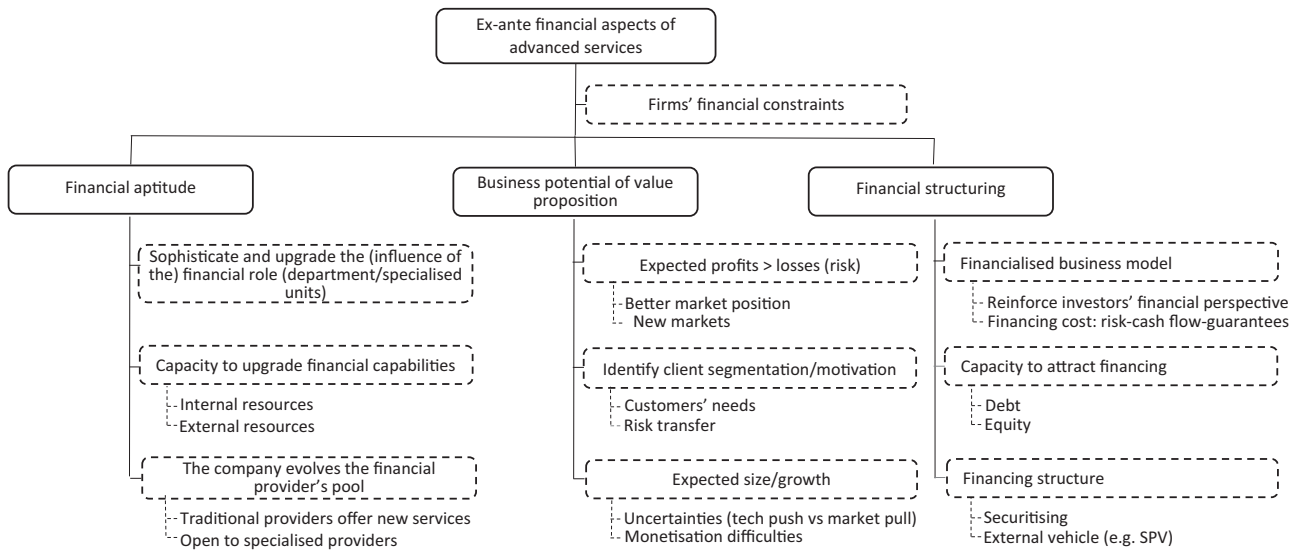 Ex-ante financial aspects of
advanced services
Firms' financial constraints
Financial aptitude
Sophisticate and upgrade the (influence of
the) financial role (department/specialised
units)
Capacity to upgrade financial capabilities
Internal resources
External resources
The company evolves the financial
provider's pool
Traditional providers offer new services
Open to specialised providers
Business potential of value
proposition
Expected profits > losses (risk)
Better market position
New markets
Identify client segmentation/motivation
Customers' needs
Risk transfer
Expected size/growth
Uncertainties (tech push vs market pull)
Monetisation difficulties
Financial structuring
Financialised business model
Reinforce investors' financial perspective
Financing cost: risk-cash flow-guarantees
Capacity to attract financing
Debt
Equity
Financing structure
Securitising
External vehicle (e.g. SPV)